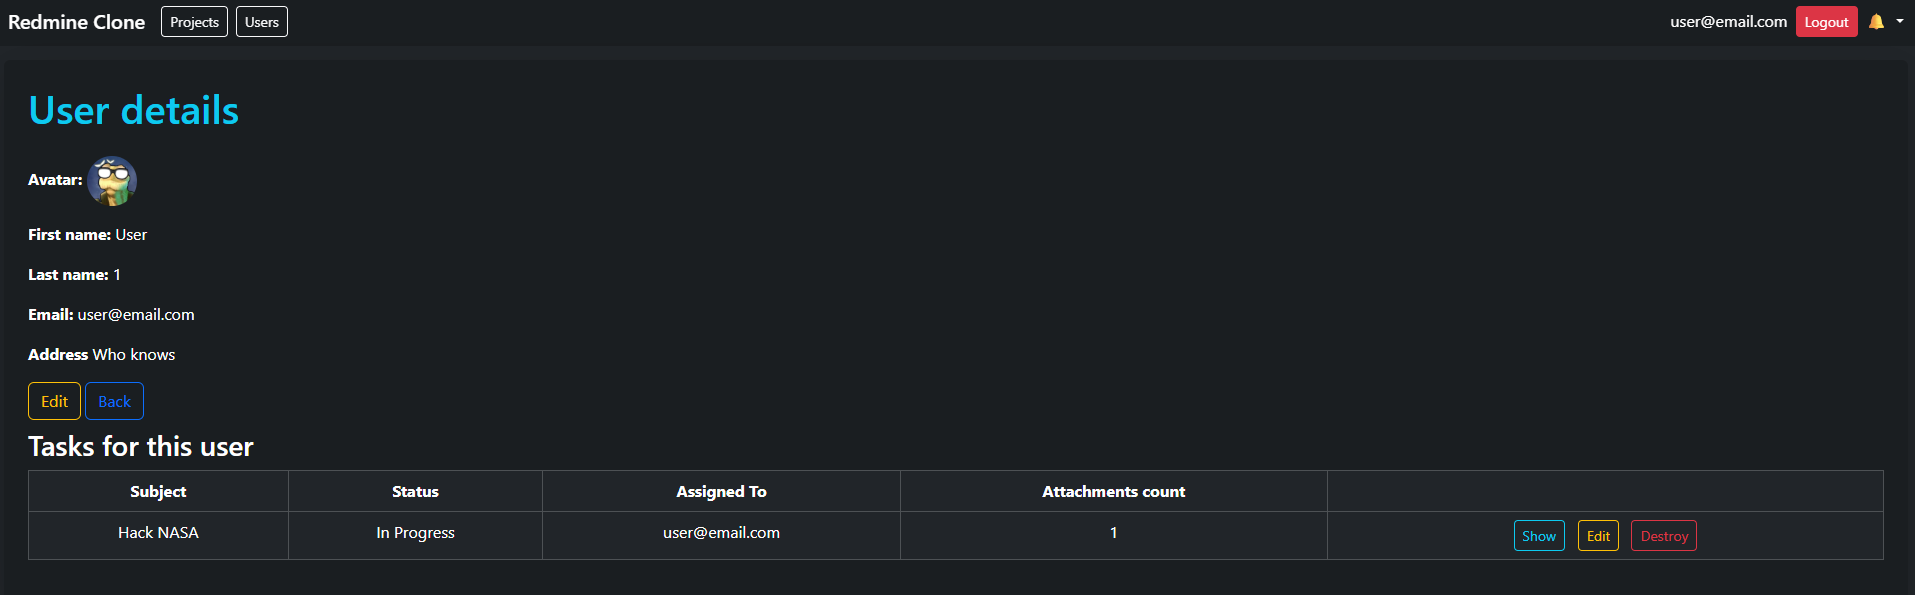 Redmine Clone Projects Users user@email.com Logout
User details
Avatar:
First name: User
Last name: 1
Email: user@email.com
Address Who knows
Edit Back
Tasks for this user
Subject Status Assigned To Attachments count
Hack NASA In Progress user@email.com 1 Show Edit Destroy